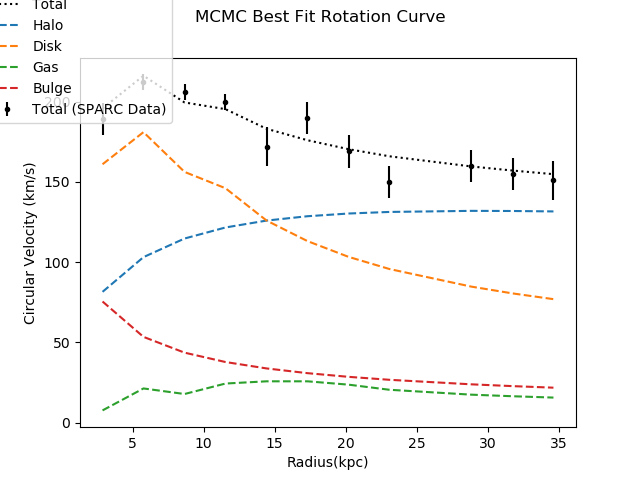 MCMC Best Fit Rotation Curve
Total
Halo
Disk
Gas
Bulge
Total (SPARC Data)
200
150
100
50
0
Circular Velocity (km/s)
5 10 15 20 25 30 35
Radius(kpc)